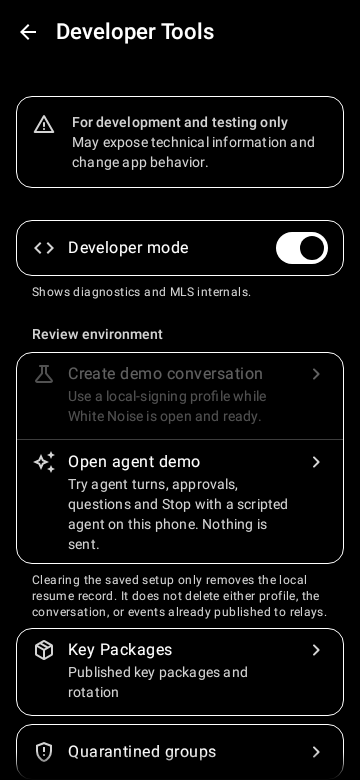 Developer Tools
For development and testing only
May expose technical information and
change app behavior.
Developer mode
Shows diagnostics and MLS internals.
Review environment
Create demo conversation
Use a local-signing profile while
White Noise is open and ready.
Open agent demo
Try agent turns, approvals,
questions and Stop with a scripted
agent on this phone. Nothing is
sent.
Clearing the saved setup only removes the local
resume record. It does not delete either profile, the
conversation, or events already published to relays.
Key Packages
Published key packages and
rotation
Quarantined groups